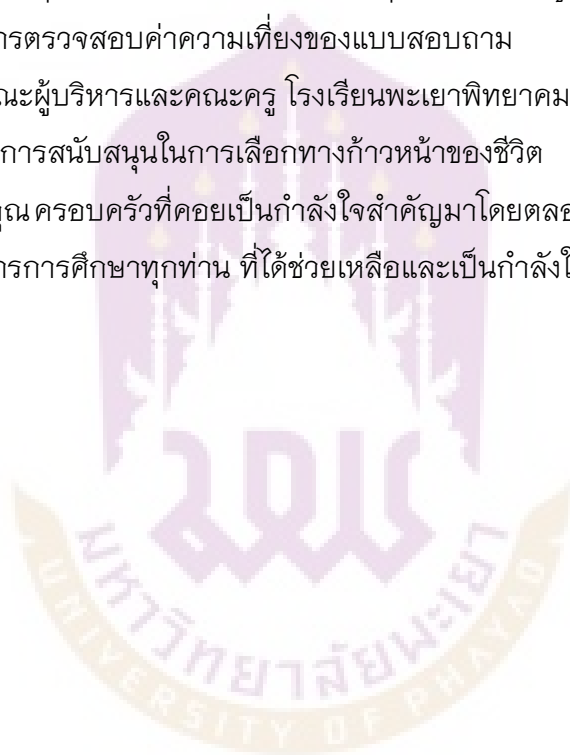 ารตรวจสอบค่าความเที่ยงของแบบสอบถาม
ณะผู้บริหารและคณะครู โรงเรียนพะเยาพิทยาคม
การสนับสนุนในการเลือกทางก้าวหน้าของชีวิต
ุณ ครอบครัวที่คอยเป็นกำลังใจสำคัญมาโดยตลอ
ารการศึกษาทุกท่าน ที่ได้ช่วยเหลือและเป็นกำลังใ
มหาวิทยาลัยพะเยา
UNIVERSITY OF PHAYAO